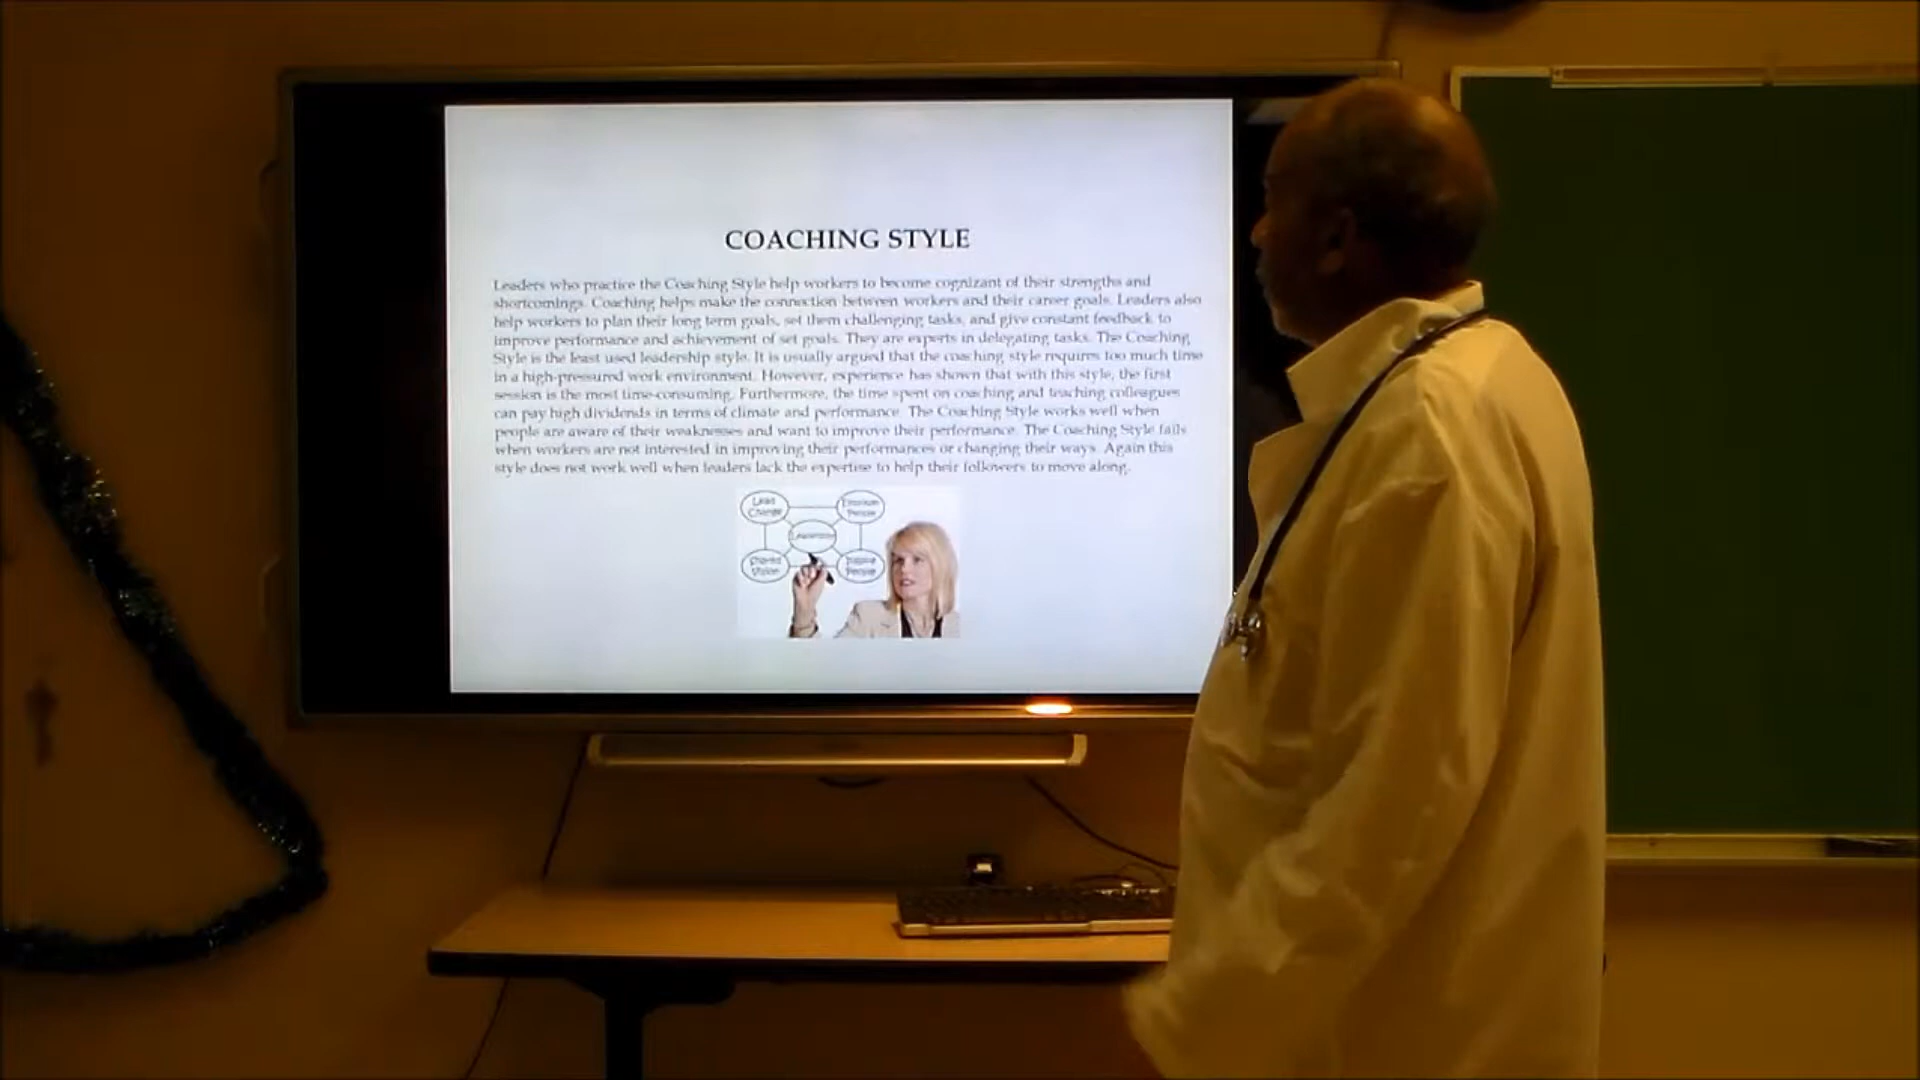 COACHING STYLE
Leaders who practice the Coaching Style help workers to become cognizant of their strengths and
shortcomings. Coaching helps make the connection between workers and their career goals. Leaders also
help workers to plan their long term goals, set them challenging tasks, and give constant feedback to
improve performance and achievement of set goals. They are experts in delegating tasks. The Coaching
Style is the least used leadership style. It is usually argued that the coaching style requires too much time
in a high-pressured work environment. However, experience has shown that with this style, the first
session is the most time-consuming. Furthermore, the time spent on coaching and teaching colleagues
can pay high dividends in terms of climate and performance. The Coaching Style works well when
people are aware of their weaknesses and want to improve their performance. The Coaching Style fails
when workers are not interested in improving their performances or changing their ways. Again this
style does not work well when leaders lack the expertise to help their followers to move along.
Lead
Change
People
Leadership
Shared
Vision
Inspire
People